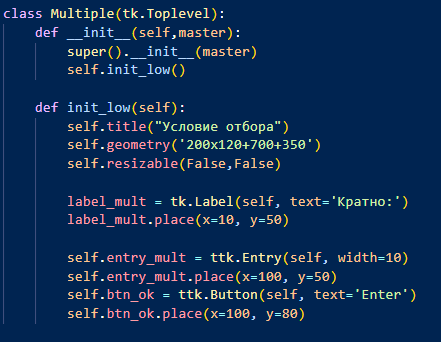 class Multiple(tk.Toplevel):
    def __init__(self,master):
        super().__init__(master)
        self.init_low()

    def init_low(self):
        self.title("Условие отбора")
        self.geometry('200x120+700+350')
        self.resizable(False,False)

        label_mult = tk.Label(self, text='Кратно:')
        label_mult.place(x=10, y=50)

        self.entry_mult = ttk.Entry(self, width=10)
        self.entry_mult.place(x=100, y=50)
        self.btn_ok = ttk.Button(self, text='Enter')
        self.btn_ok.place(x=100, y=80)